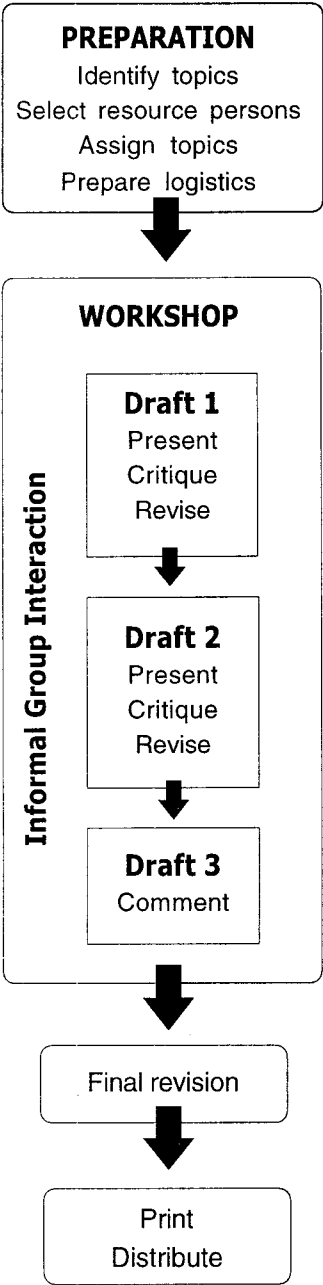 PREPARATION
Identify topics
Select resource persons
Assign topics
Prepare logistics
WORKSHOP
Informal Group Interaction
Draft 1
Present
Critique
Revise
Draft 2
Present
Critique
Revise
Draft 3
Comment
Final revision
Print
Distribute